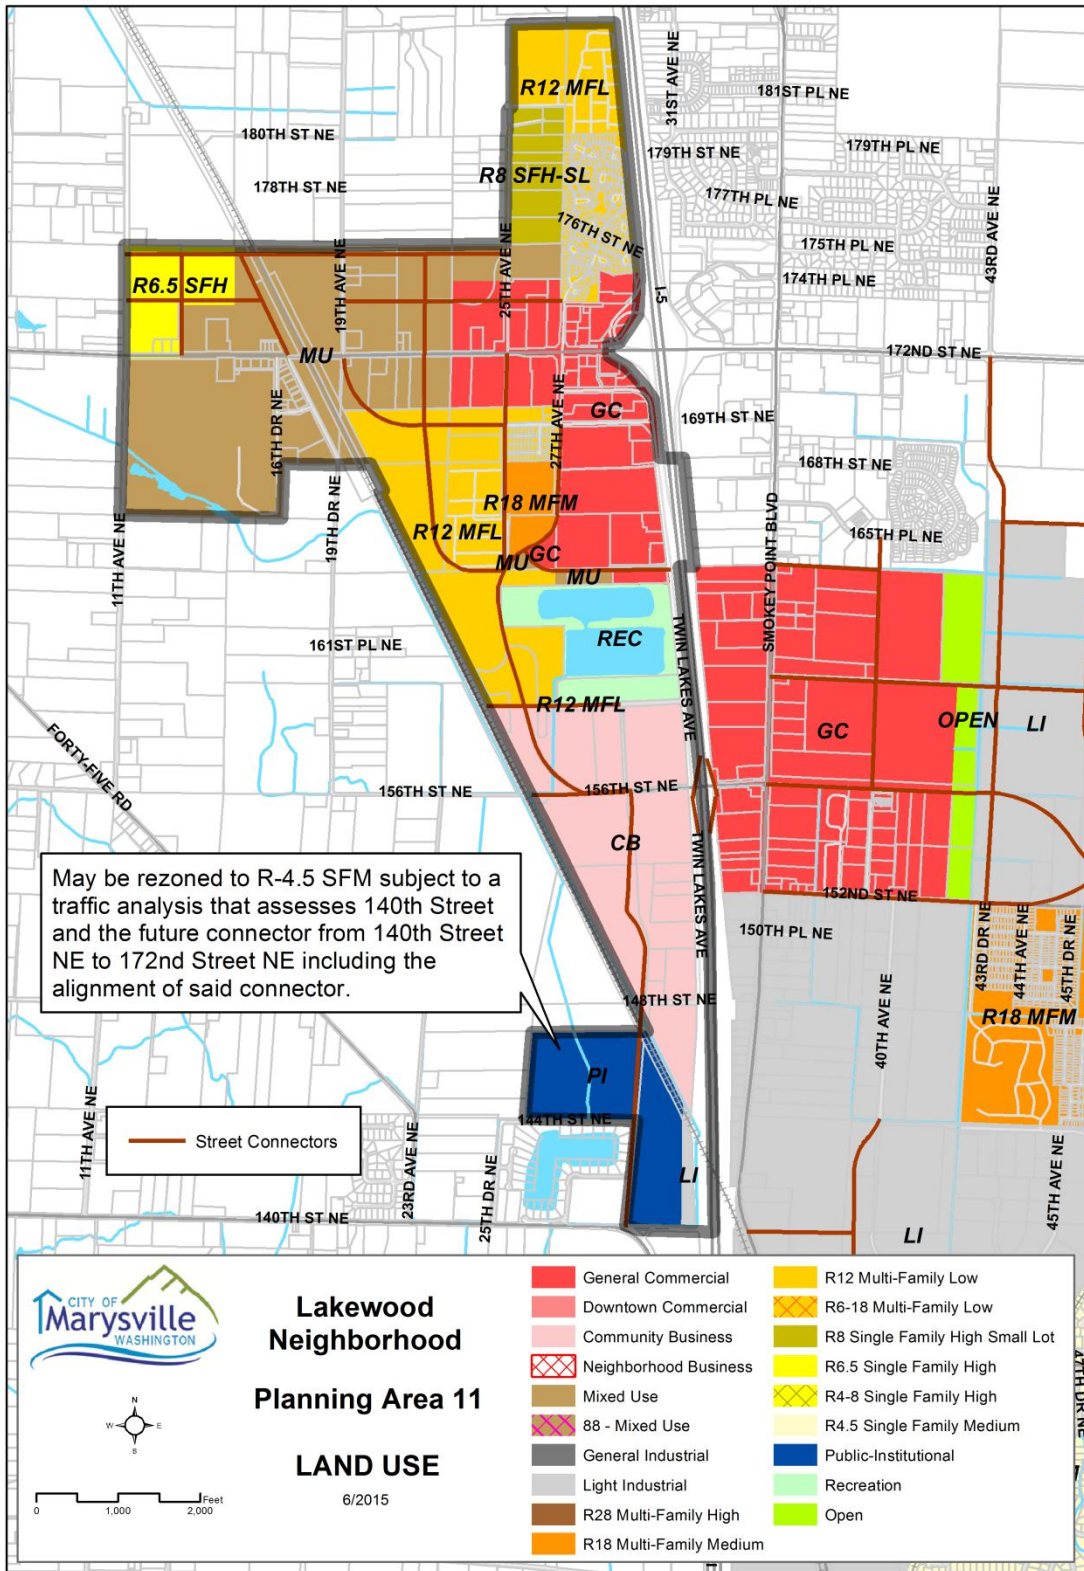 R12 MFL
31ST AVE NE
181ST PL NE
180TH ST NE
179TH ST NE
179TH PL NE
178TH ST NE
R8 SFH-SL
177TH PL NE
43RD AVE NE
176TH ST NE
175TH PL NE
19TH AVE NE
25TH AVE NE
174TH PL NE
R6.5 SFH
I-5
MU
172ND ST NE
GC
169TH ST NE
27TH AVE NE
16TH DR NE
168TH ST NE
19TH DR NE
R18 MFM
165TH PL NE
R12 MFL
11TH AVE NE
GC
MU
MU
SMOKEY POINT BLVD
TWIN LAKES AVE
161ST PL NE
REC
R12 MFL
GC
OPEN
LI
FORTY-FIVE RD
156TH ST NE
156TH ST NE
CB
TWIN LAKES AVE
152ND ST NE
May be rezoned to R-4.5 SFM subject to a
traffic analysis that assesses 140th Street
and the future connector from 140th Street
NE to 172nd Street NE including the
alignment of said connector.
150TH PL NE
43RD DR NE
44TH AVE NE
45TH DR NE
148TH ST NE
R18 MFM
40TH AVE NE
PI
144TH ST NE
11TH AVE NE
Street Connectors
23RD AVE NE
25TH DR NE
LI
45TH AVE NE
140TH ST NE
LI
CITY OF
Marysville
WASHINGTON
Lakewood
Neighborhood
Planning Area 11
LAND USE
6/2015
N
W
E
S
Feet
0
1,000
2,000
General Commercial
Downtown Commercial
Community Business
Neighborhood Business
Mixed Use
88 - Mixed Use
General Industrial
Light Industrial
R28 Multi-Family High
R18 Multi-Family Medium
R12 Multi-Family Low
R6-18 Multi-Family Low
R8 Single Family High Small Lot
R6.5 Single Family High
R4-8 Single Family High
R4.5 Single Family Medium
Public-Institutional
Recreation
Open
47TH DR NE